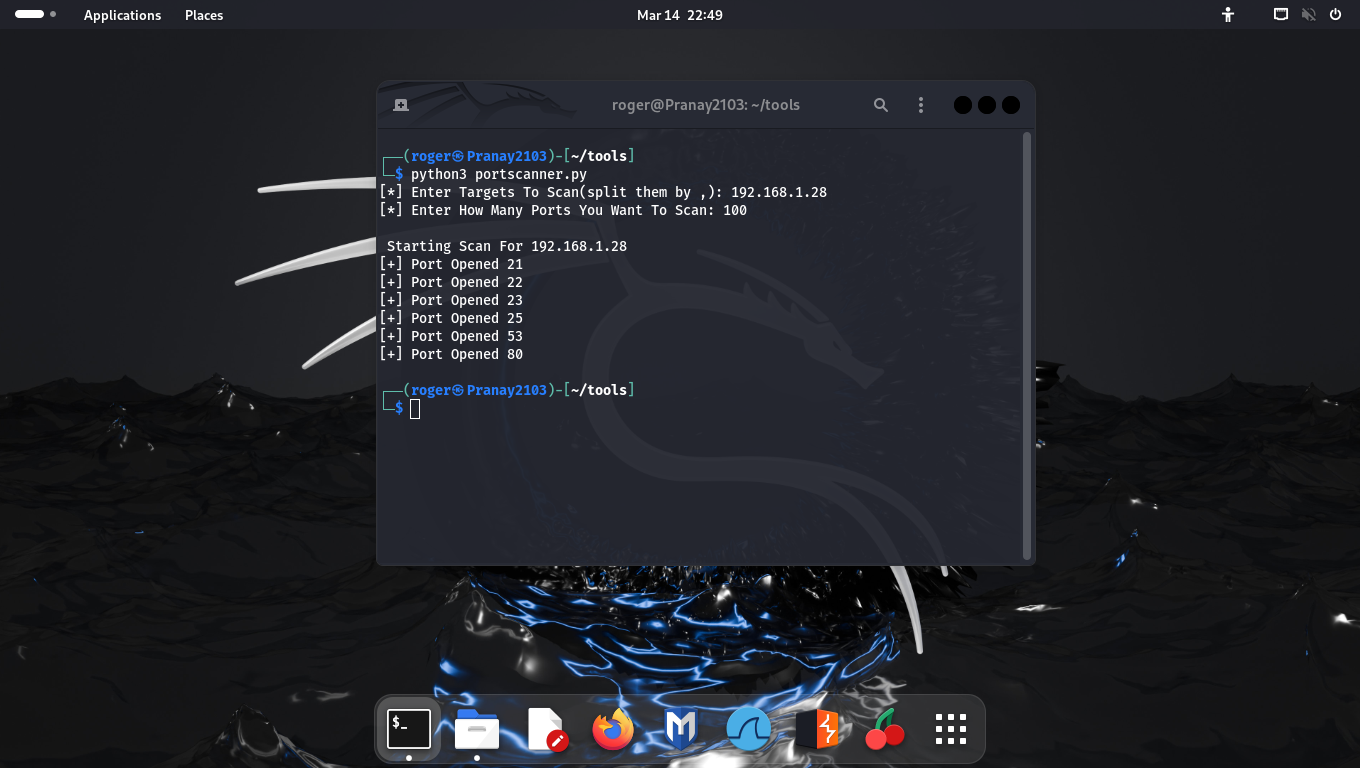 Applications Places Mar 14 22:49
roger@Pranay2103: ~/tools
┌──(roger㉿Pranay2103)-[~/tools]
└─$ python3 portscanner.py
[*] Enter Targets To Scan(split them by ,): 192.168.1.28
[*] Enter How Many Ports You Want To Scan: 100
Starting Scan For 192.168.1.28
[+] Port Opened 21
[+] Port Opened 22
[+] Port Opened 23
[+] Port Opened 25
[+] Port Opened 53
[+] Port Opened 80
┌──(roger㉿Pranay2103)-[~/tools]
└─$
$_